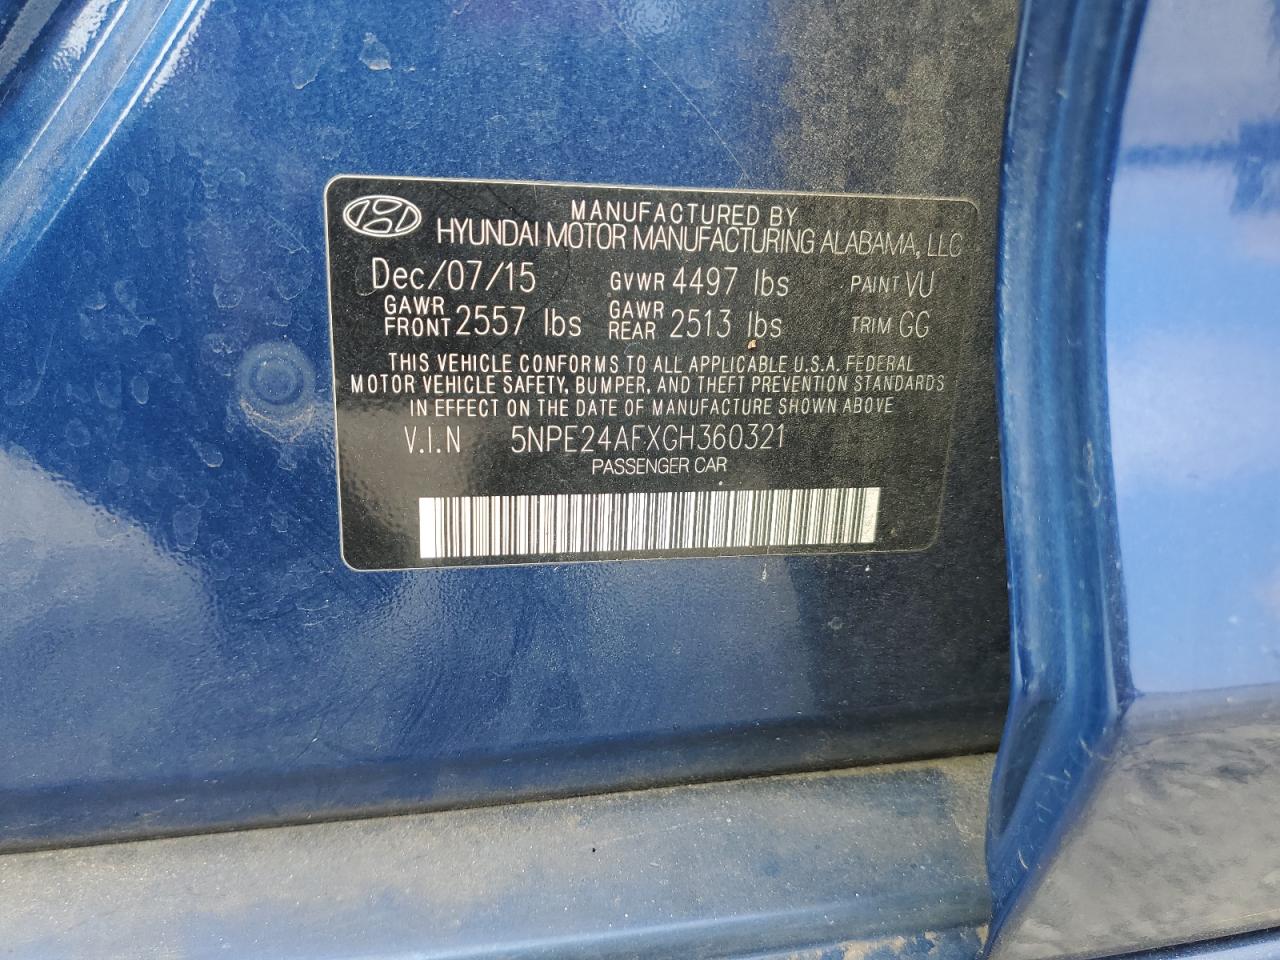 MANUFACTURED BY
HYUNDAI MOTOR MANUFACTURING ALABAMA, LLC
Dec/07/15 GVWR 4497 lbs PAINT VU
GAWR FRONT 2557 lbs GAWR REAR 2513 lbs TRIM GG
THIS VEHICLE CONFORMS TO ALL APPLICABLE U.S.A. FEDERAL
MOTOR VEHICLE SAFETY, BUMPER, AND THEFT PREVENTION STANDARDS
IN EFFECT ON THE DATE OF MANUFACTURE SHOWN ABOVE
V.I.N 5NPE24AFXGH360321
PASSENGER CAR